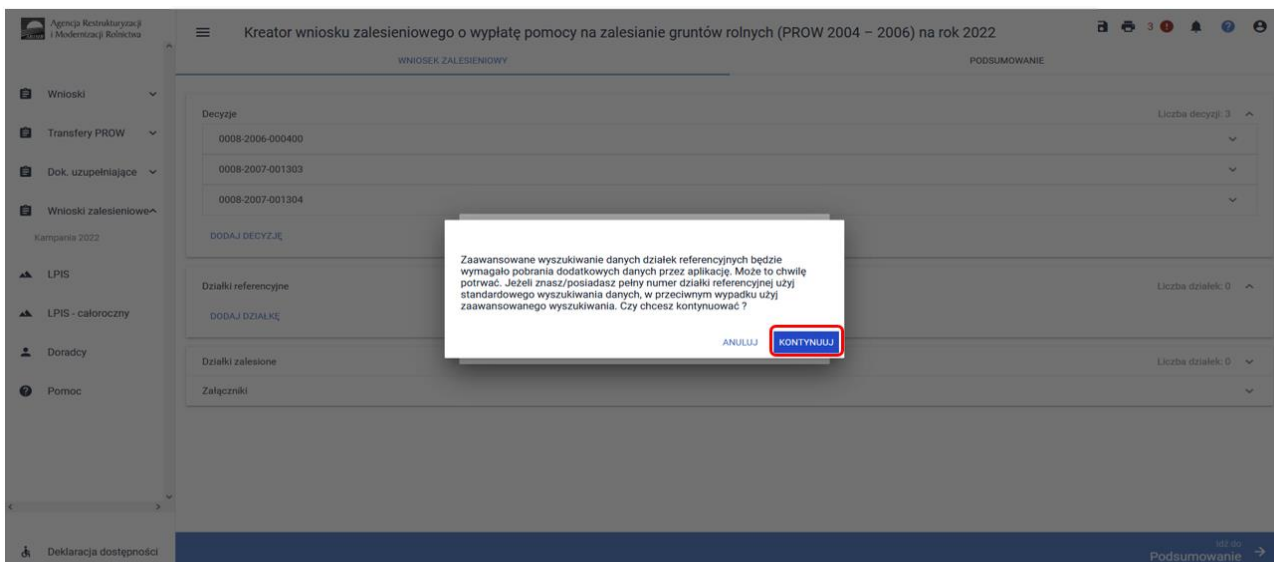 Agencja Restrukturyzacji
i Modernizacji Rolnictwa
Kreator wniosku zalesieniowego o wypłatę pomocy na zalesianie gruntów rolnych (PROW 2004 – 2006) na rok 2022
3
WNIOSEK ZALESIENIOWY
PODSUMOWANIE
Wnioski
Transfery PROW
Dok. uzupełniające
Wnioski zalesieniowe
Kampania 2022
LPIS
LPIS - całoroczny
Doradcy
Pomoc
Deklaracja dostępności
Decyzje
Liczba decyzji: 3
0008-2006-000400
0008-2007-001303
0008-2007-001304
DODAJ DECYZJĘ
Działki referencyjne
Liczba działek: 0
DODAJ DZIAŁKĘ
Działki zalesione
Liczba działek: 0
Załączniki
Zaawansowane wyszukiwanie danych działek referencyjnych będzie
wymagało pobrania dodatkowych danych przez aplikację. Może to chwilę
potrwać. Jeżeli znasz/posiadasz pełny numer działki referencyjnej użyj
standardowego wyszukiwania danych, w przeciwnym wypadku użyj
zaawansowanego wyszukiwania. Czy chcesz kontynuować ?
ANULUJ
KONTYNUUJ
Idź do
Podsumowanie